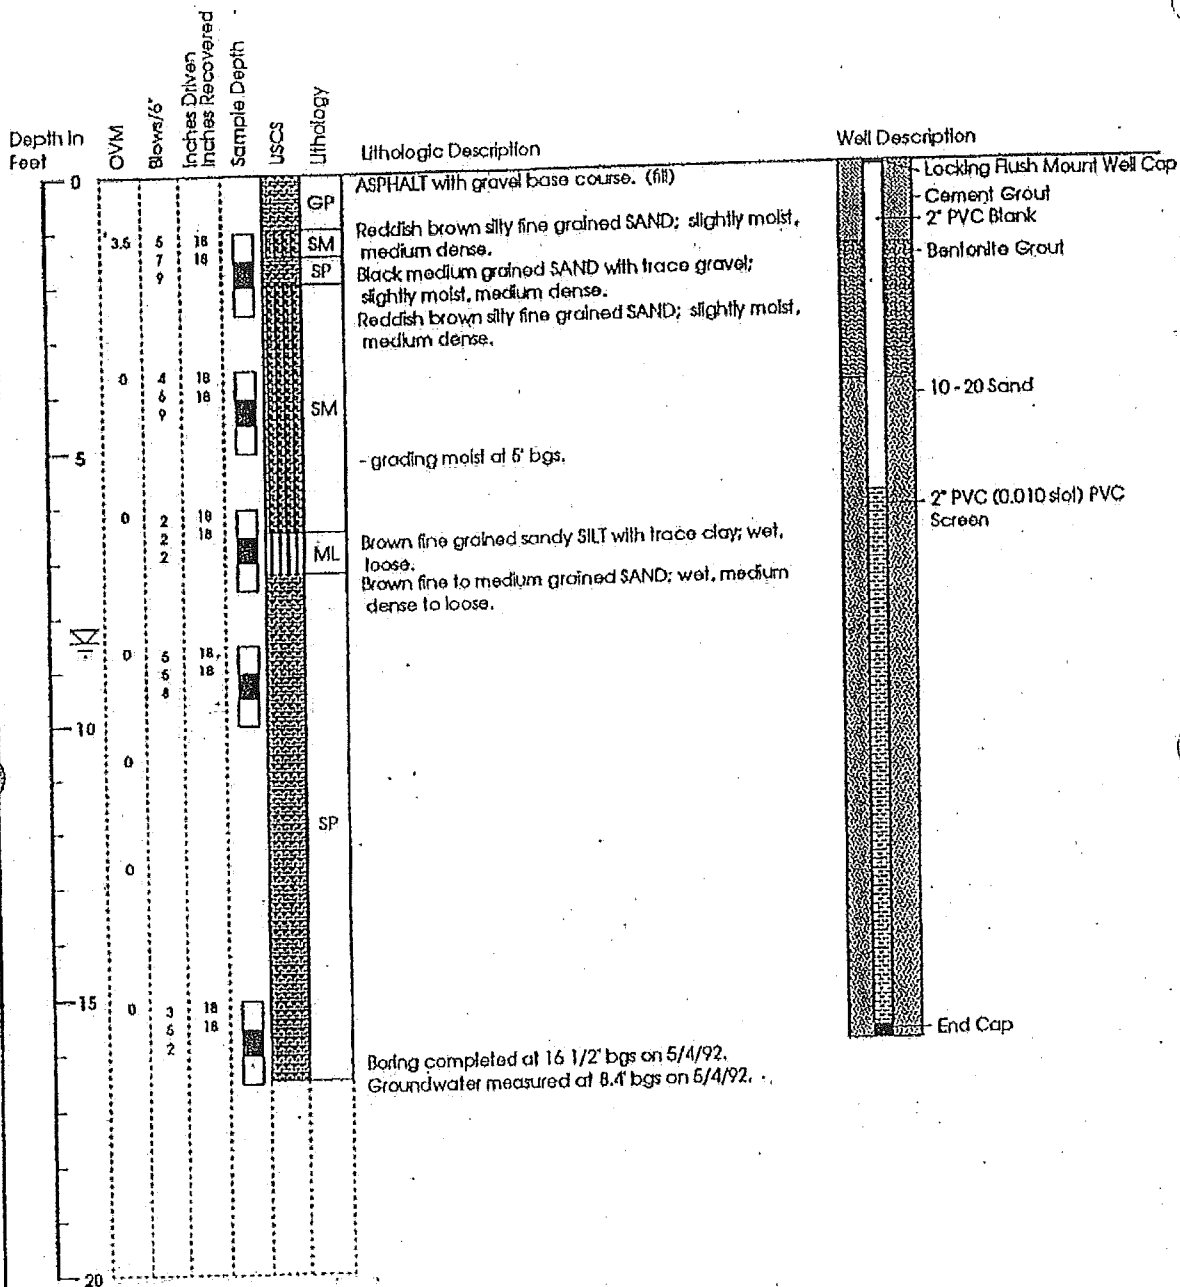 Depth In
Feet
OVM
Blows/6"
Inches Driven
Inches Recovered
Sample Depth
USCS
Lithology
Lithologic Description
Well Description
0
ASPHALT with gravel base course. (fill)
GP
Reddish brown silty fine grained SAND; slightly moist,
medium dense.
SM
3.5
5
7
9
18
18
SP
Black medium grained SAND with trace gravel;
slightly moist, medium dense.
Reddish brown silty fine grained SAND; slightly moist,
medium dense.
0
4
6
9
18
18
SM
5
- grading moist at 5' bgs.
0
2
2
2
18
18
ML
Brown fine grained sandy SILT with trace clay; wet,
loose.
Brown fine to medium grained SAND; wet, medium
dense to loose.
0
5
5
8
18
18
10
0
SP
0
15
0
3
5
2
18
18
Boring completed at 16 1/2' bgs on 5/4/92.
Groundwater measured at 8.4' bgs on 5/4/92.
20
Locking Flush Mount Well Cap
Cement Grout
2" PVC Blank
Bentonite Grout
10-20 Sand
2" PVC (0.010 slot) PVC
Screen
End Cap